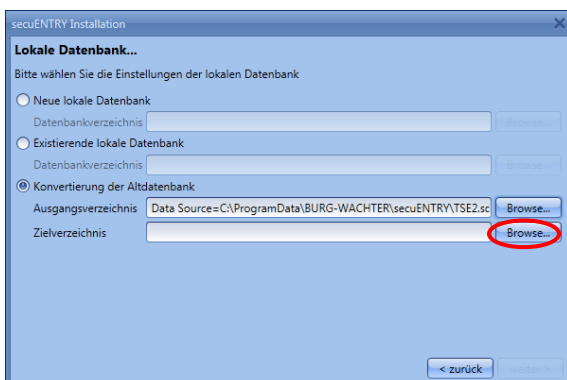 secuENTRY Installation
Lokale Datenbank...
Bitte wählen Sie die Einstellungen der lokalen Datenbank
Neue lokale Datenbank
Datenbankverzeichnis Browse...
Existierende lokale Datenbank
Datenbankverzeichnis Browse...
Konvertierung der Altdatenbank
Ausgangsverzeichnis Data Source=C:\ProgramData\BURG-WACHTER\secuENTRY\TSE2.sc Browse...
Zielverzeichnis Browse...
< zurück weiter >